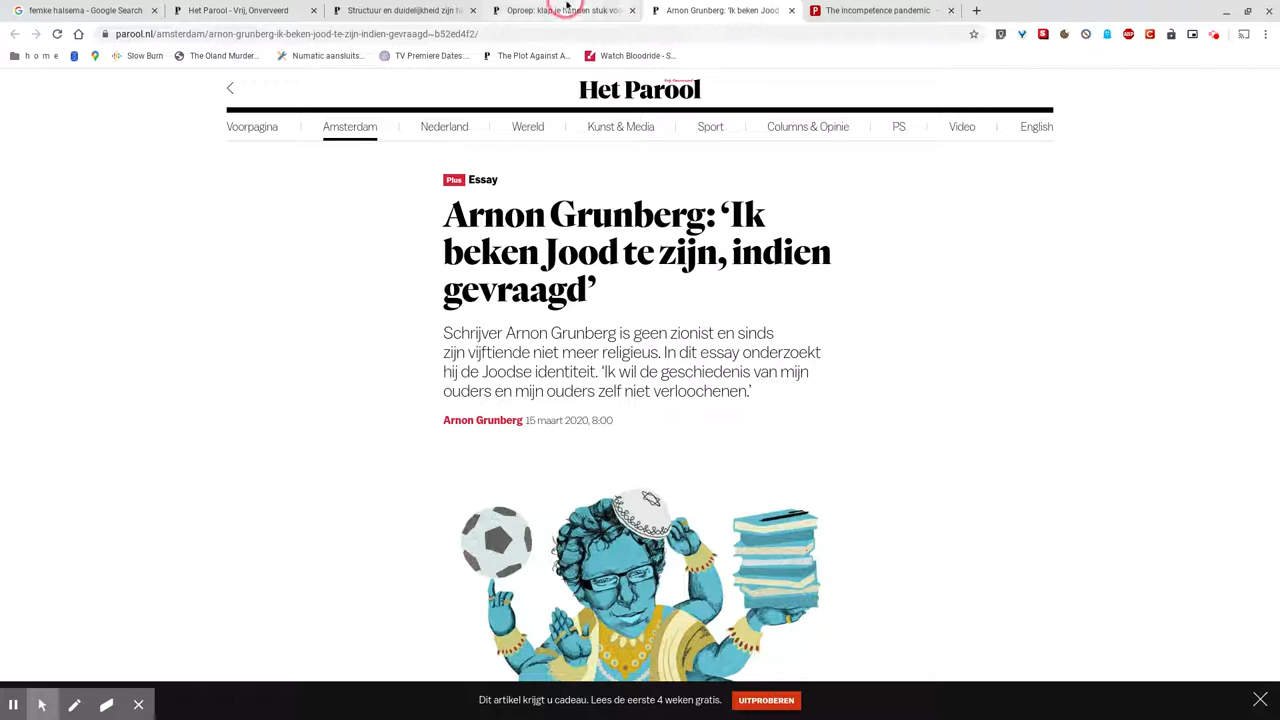 femke halsema - Google Search
Het Parool - Vrij, Onverveerd
Structuur en duidelijkheid zijn
Oproep: klap je handen stuk voo
Arnon Grunberg: 'Ik beken Jood
The incompetence pandemic
parool.nl/amsterdam/arnon-grunberg-ik-beken-jood-te-zijn-indien-gevraagd~b52ed4f2/
h o m e
Slow Burn
The Oland Murder...
Numatic aansluits...
TV Premiere Dates:...
The Plot Against A...
Watch Bloodride - S...
Het Parool
Voorpagina
Amsterdam
Nederland
Wereld
Kunst & Media
Sport
Columns & Opinie
PS
Video
English
Plus Essay
Arnon Grunberg: ‘Ik
beken Jood te zijn, indien
gevraagd’
Schrijver Arnon Grunberg is geen zionist en sinds
zijn vijftiende niet meer religieus. In dit essay onderzoekt
hij de Joodse identiteit. ‘Ik wil de geschiedenis van mijn
ouders en mijn ouders zelf niet verloochenen.’
Arnon Grunberg 15 maart 2020, 8:00
Dit artikel krijgt u cadeau. Lees de eerste 4 weken gratis.
UITPROBEREN